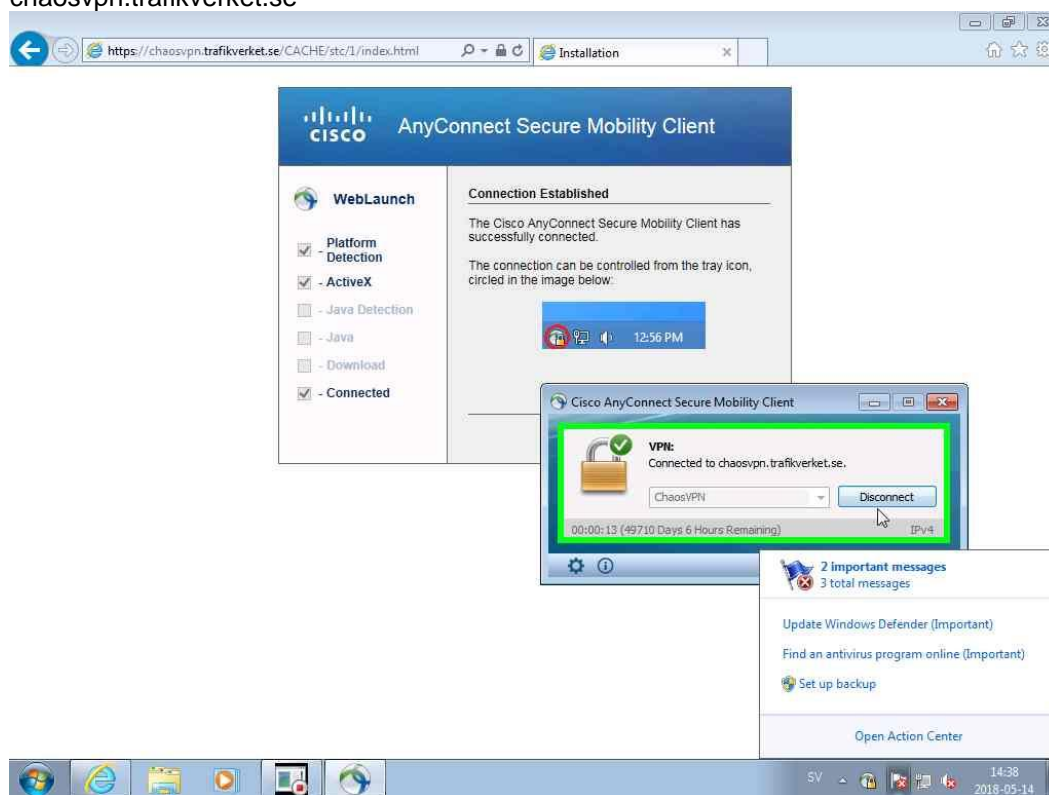 chaosvpn.trafikverket.se
https://chaosvpn.trafikverket.se/CACHE/stc/1/index.html
Installation
CISCO
AnyConnect Secure Mobility Client
WebLaunch
- Platform
Detection
- ActiveX
- Java Detection
- Java
- Download
- Connected
Connection Established
The Cisco AnyConnect Secure Mobility Client has
successfully connected.
The connection can be controlled from the tray icon,
circled in the image below:
12:56 PM
Cisco AnyConnect Secure Mobility Client
VPN:
Connected to chaosvpn.trafikverket.se.
ChaosVPN
Disconnect
00:00:13 (49710 Days 6 Hours Remaining)
IPv4
2 important messages
3 total messages
Update Windows Defender (Important)
Find an antivirus program online (Important)
Set up backup
Open Action Center
SV
14:38
2018-05-14